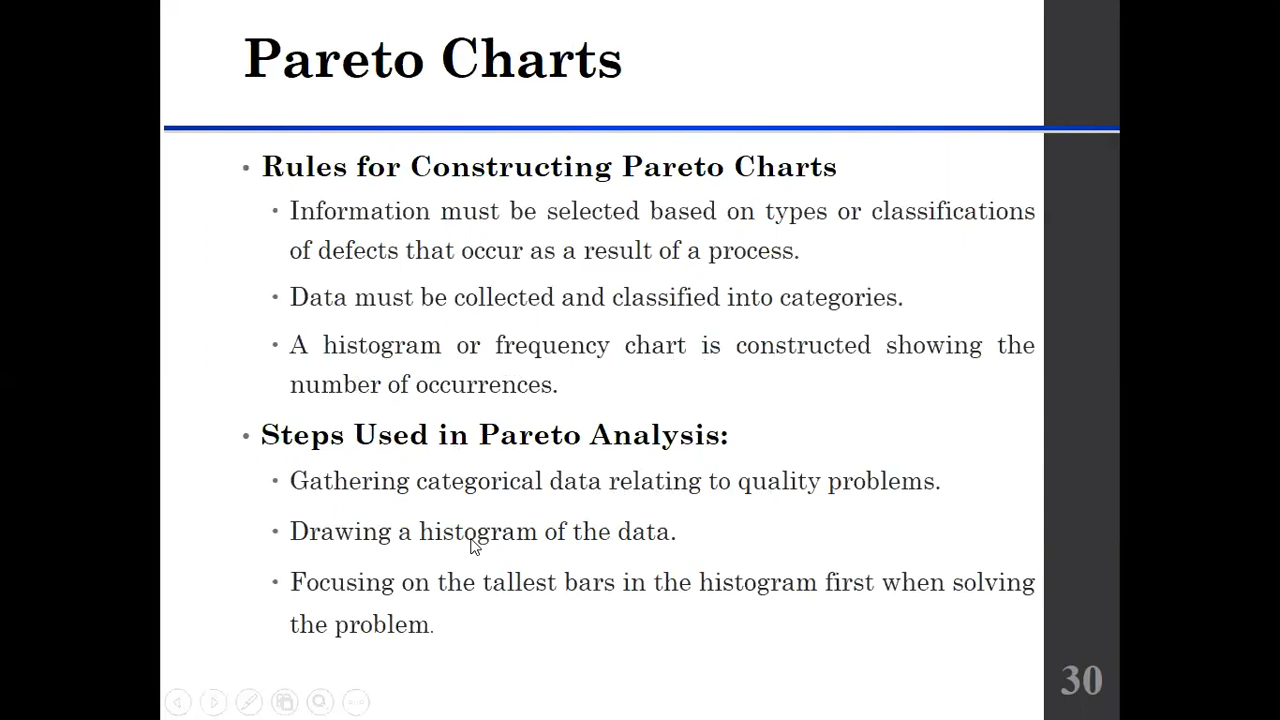 Pareto Charts
• Rules for Constructing Pareto Charts
• Information must be selected based on types or classifications
of defects that occur as a result of a process.
• Data must be collected and classified into categories.
• A histogram or frequency chart is constructed showing the
number of occurrences.
• Steps Used in Pareto Analysis:
• Gathering categorical data relating to quality problems.
• Drawing a histogram of the data.
• Focusing on the tallest bars in the histogram first when solving
the problem.
30